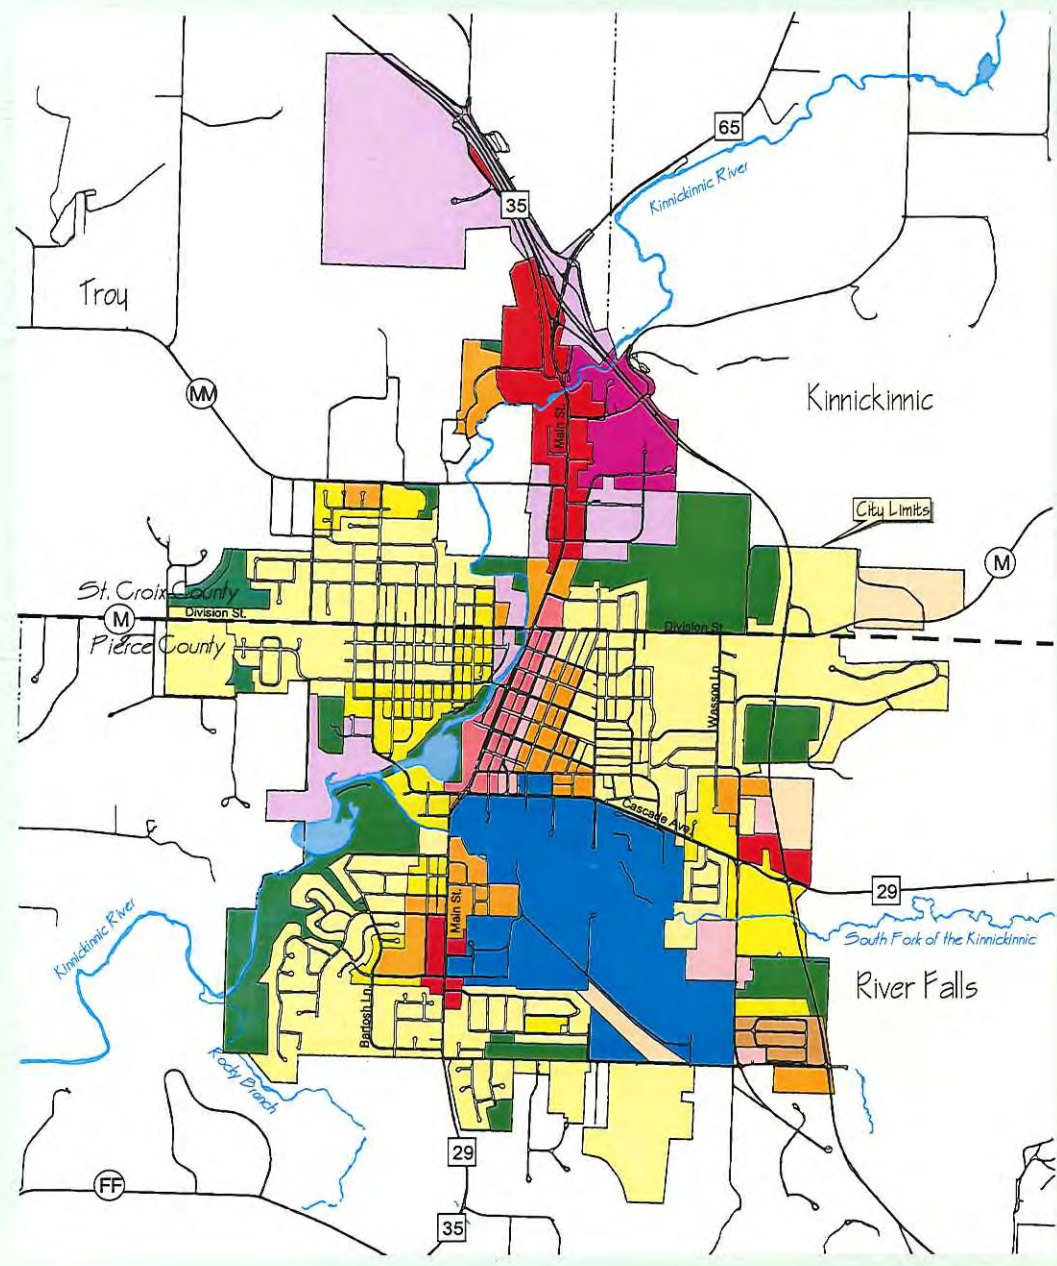 65
Kinnickinnic River
35
Troy
MM
Kinnickinnic
Main St.
City Limits
M
St. Croix County
Division St.
M
Division St.
Pierce County
Wasson Ln.
Cascade Ave.
29
Main St.
Kinnickinnic River
South Fork of the Kinnickinnic
River Falls
Bartosh Ln.
Rocky Branch
29
FF
35